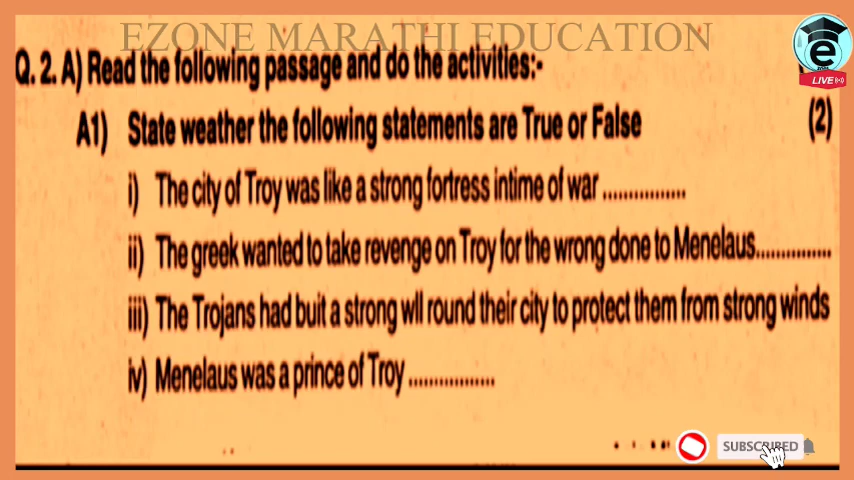 EZONE MARATHI EDUCATION
e
LIVE
Q. 2. A) Read the following passage and do the activities:-
A1) State weather the following statements are True or False (2)
i) The city of Troy was like a strong fortress intime of war ...............
ii) The greek wanted to take revenge on Troy for the wrong done to Menelaus...............
iii) The Trojans had buit a strong wll round their city to protect them from strong winds
iv) Menelaus was a prince of Troy .................
SUBSCRIBED